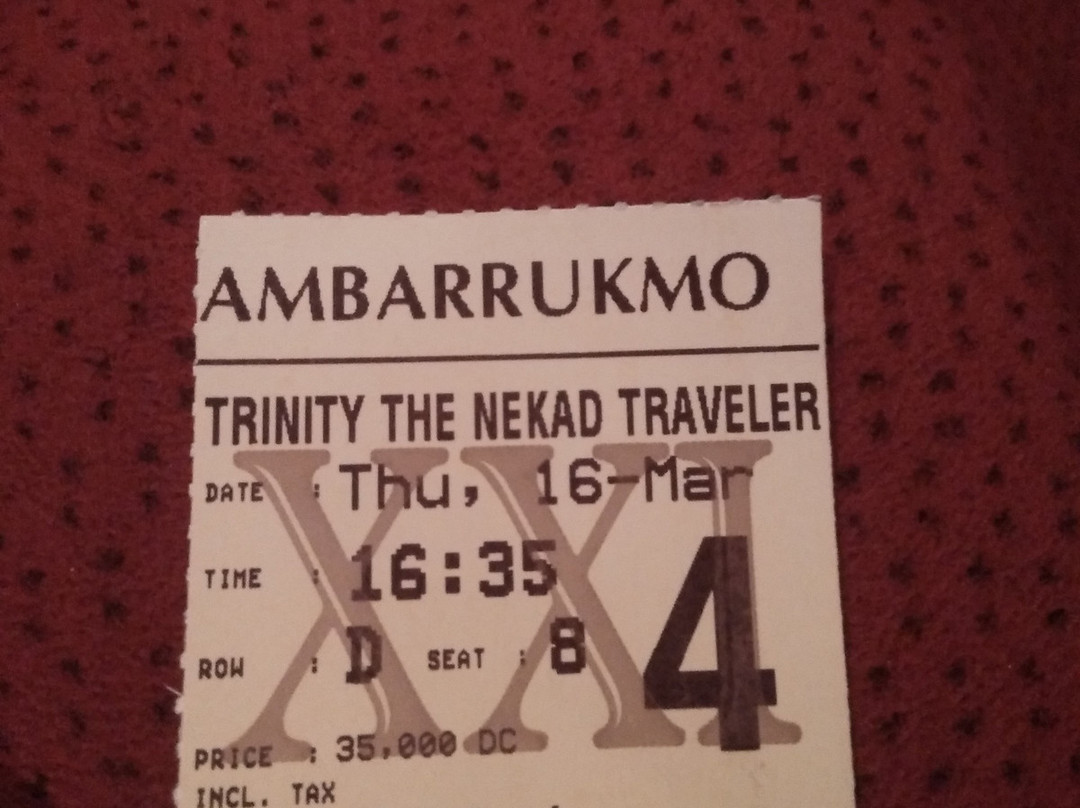 AMBARRUKMO
TRINITY THE NEKAD TRAVELER
DATE : Thu, 16-Mar
TIME : 16:35
ROW : D SEAT : 8
4
XXI
PRICE : 35,000 DC
INCL. TAX